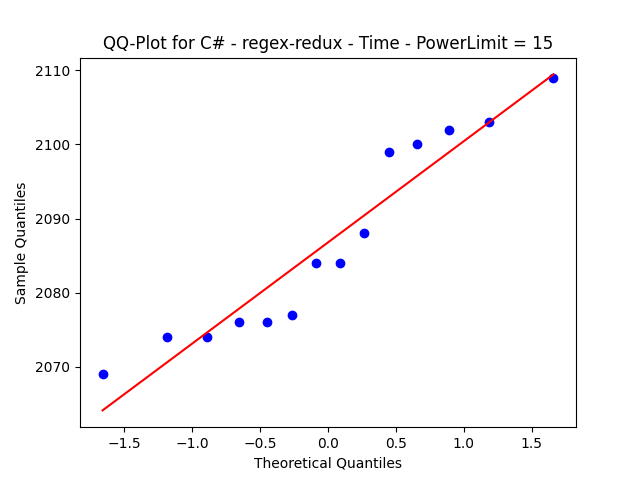 QQ-Plot for C# - regex-redux - Time - PowerLimit = 15
2110
2100
2090
2080
2070
Sample Quantiles
−1.5 −1.0 −0.5 0.0 0.5 1.0 1.5
Theoretical Quantiles